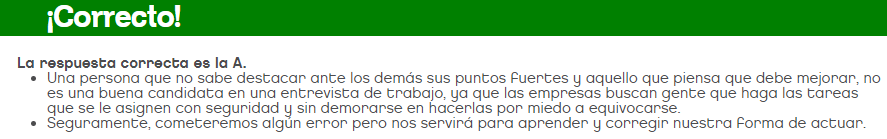 ¡Correcto!
La respuesta correcta es la A.
• Una persona que no sabe destacar ante los demás sus puntos fuertes y aquello que piensa que debe mejorar, no
es una buena candidata en una entrevista de trabajo, ya que las empresas buscan gente que haga las tareas
que se le asignen con seguridad y sin demorarse en hacerlas por miedo a equivocarse.
• Seguramente, cometeremos algún error pero nos servirá para aprender y corregir nuestra forma de actuar.